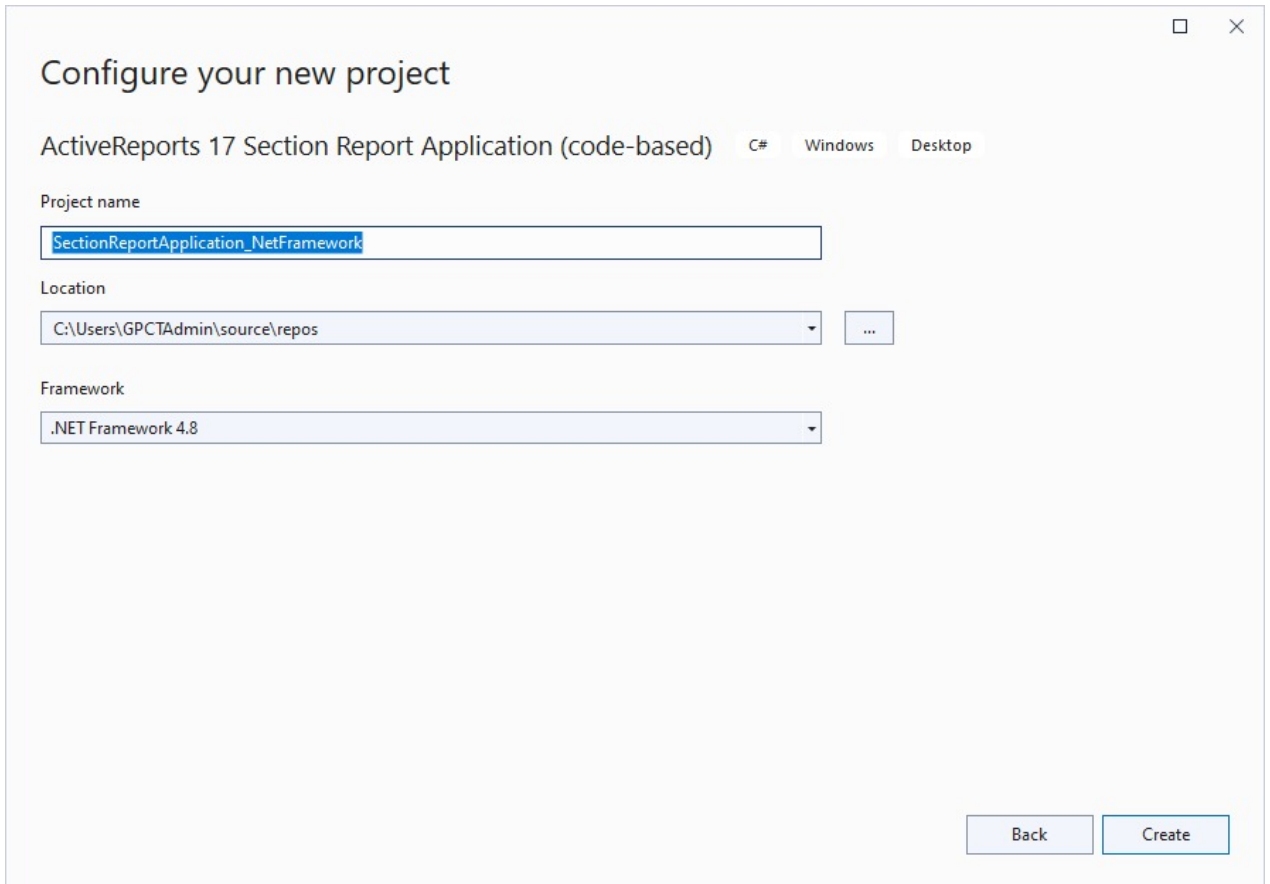 Configure your new project
ActiveReports 17 Section Report Application (code-based) C# Windows Desktop
Project name
SectionReportApplication_NetFramework
Location
C:\Users\GPCTAdmin\source\repos ...
Framework
.NET Framework 4.8
Back Create